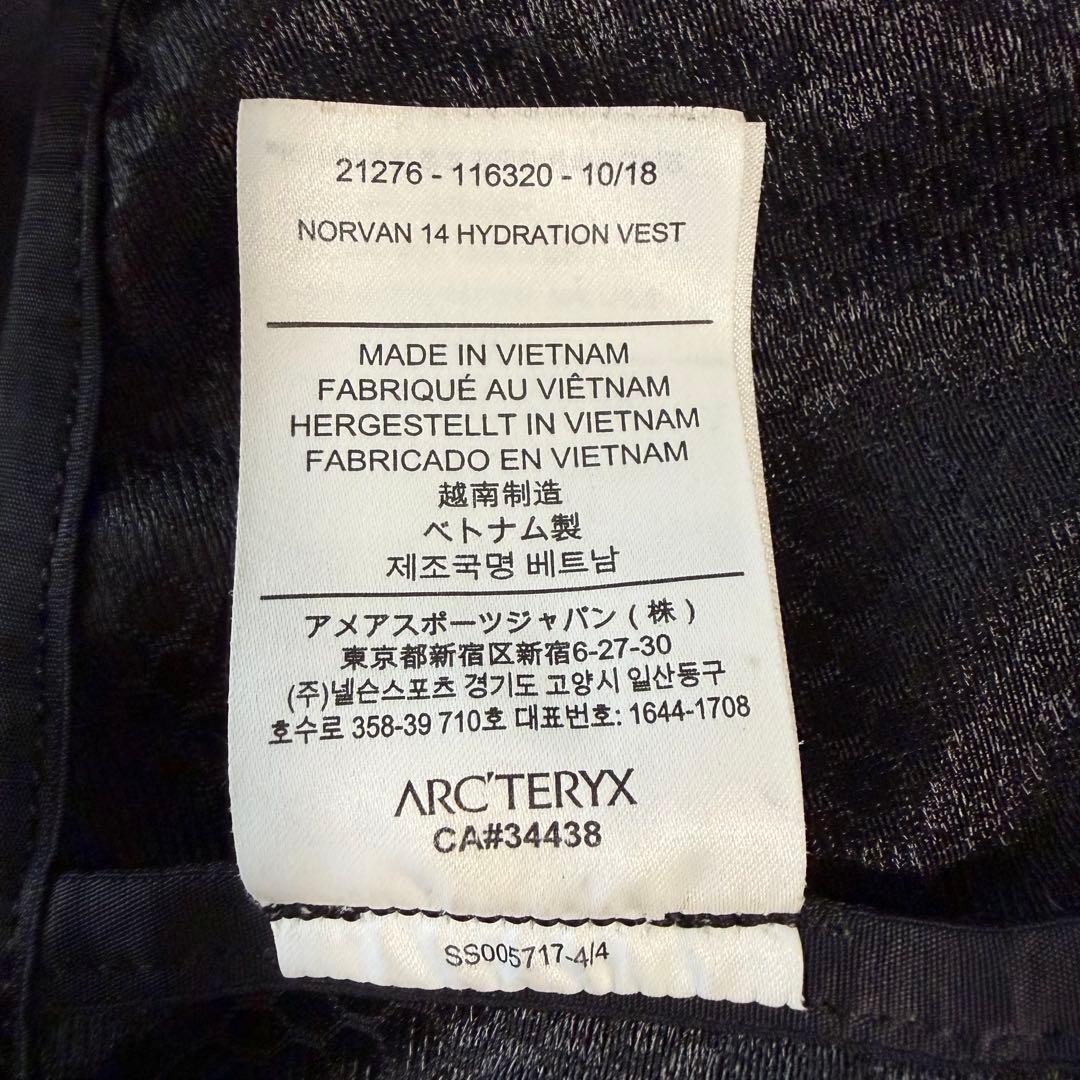 21276 - 116320 - 10/18
NORVAN 14 HYDRATION VEST
MADE IN VIETNAM
FABRIQUÉ AU VIÊTNAM
HERGESTELLT IN VIETNAM
FABRICADO EN VIETNAM
越南制造
ベトナム製
제조국명 베트남
アメアスポーツジャパン ( 株 )
東京都新宿区新宿6-27-30
(주)넬슨스포츠 경기도 고양시 일산동구
호수로 358-39 710호 대표번호: 1644-1708
ARC'TERYX
CA#34438
SS005717-4/4